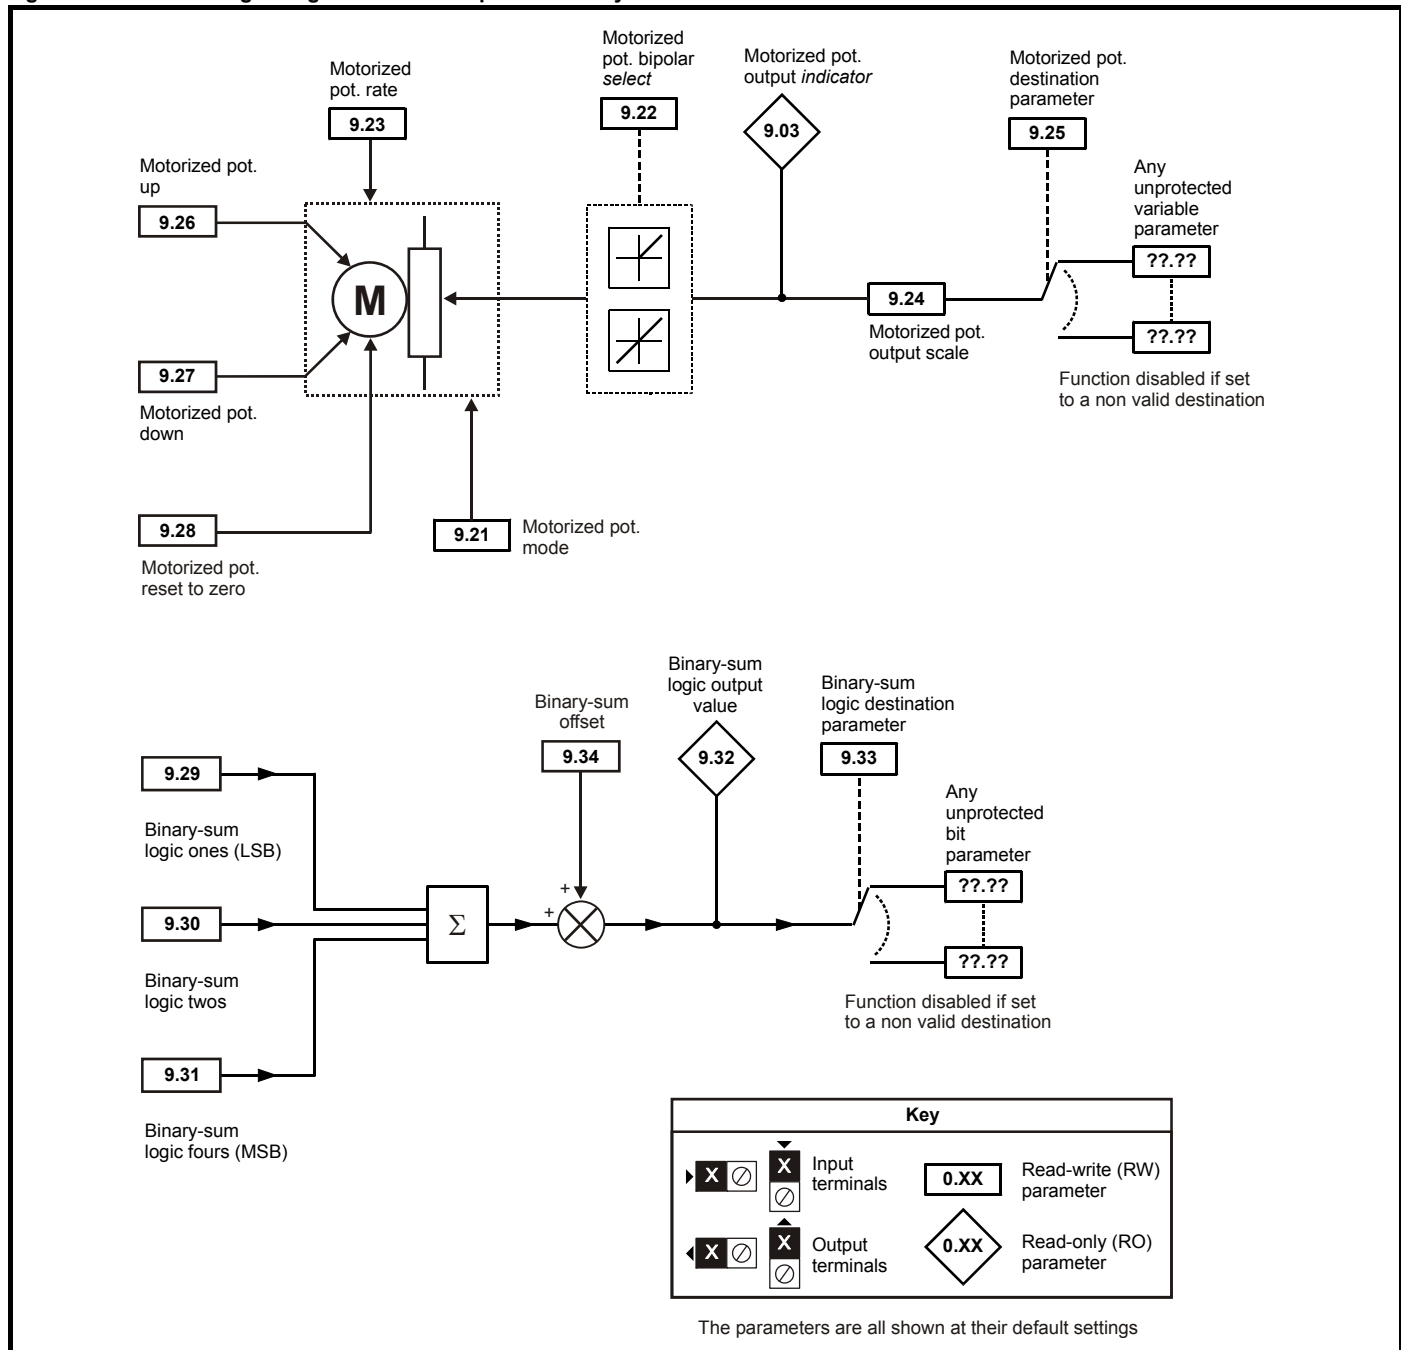 Motorized
pot. rate
9.23
Motorized
pot. bipolar
select
9.22
Motorized pot.
output indicator
9.03
Motorized pot.
destination
parameter
9.25
Motorized pot.
up
9.26
M
9.27
Motorized pot.
down
9.28
Motorized pot.
reset to zero
9.21
Motorized pot.
mode
9.24
Motorized pot.
output scale
Any
unprotected
variable
parameter
??.??
??.??
Function disabled if set
to a non valid destination
9.29
Binary-sum
logic ones (LSB)
9.30
Binary-sum
logic twos
9.31
Binary-sum
logic fours (MSB)
Σ
Binary-sum
offset
9.34
+
+
Binary-sum
logic output
value
9.32
Binary-sum
logic destination
parameter
9.33
Any
unprotected
bit
parameter
??.??
??.??
Function disabled if set
to a non valid destination
Key
X
X
Input
terminals
0.XX
Read-write (RW)
parameter
X
X
Output
terminals
0.XX
Read-only (RO)
parameter
The parameters are all shown at their default settings